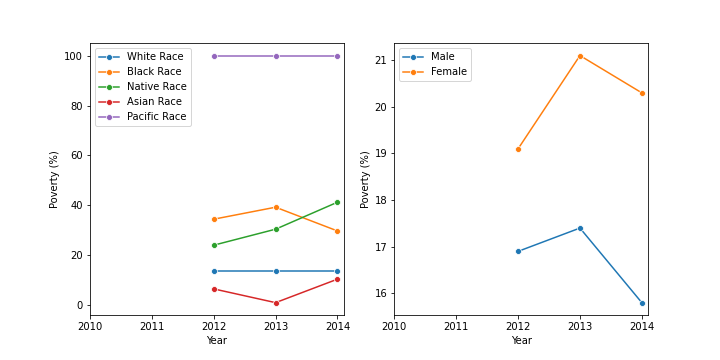 White Race
Black Race
Native Race
Asian Race
Pacific Race
100
80
60
40
20
0
Poverty (%)
2010 2011 2012 2013 2014
Year
Male
Female
21
20
19
18
17
16
Poverty (%)
2010 2011 2012 2013 2014
Year